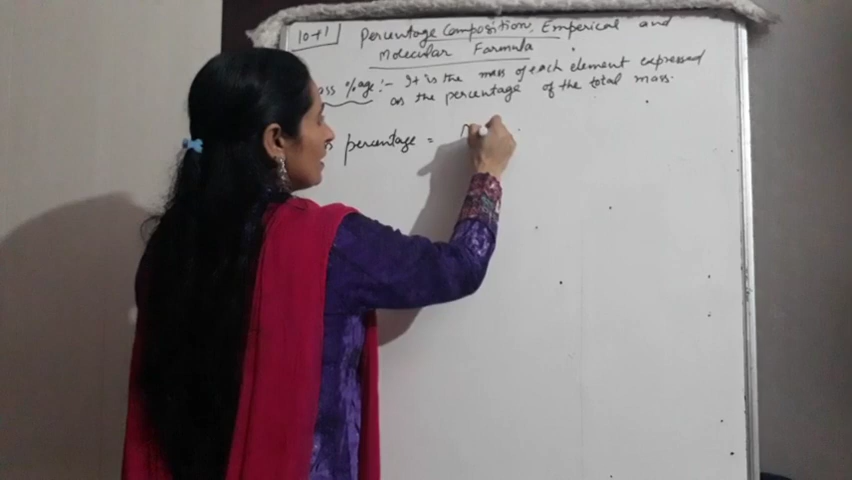 10+1 Percentage Composition, Emperical and
Molecular Formula
%age :- It is the mass of each element expressed
as the percentage of the total mass.
percentage =